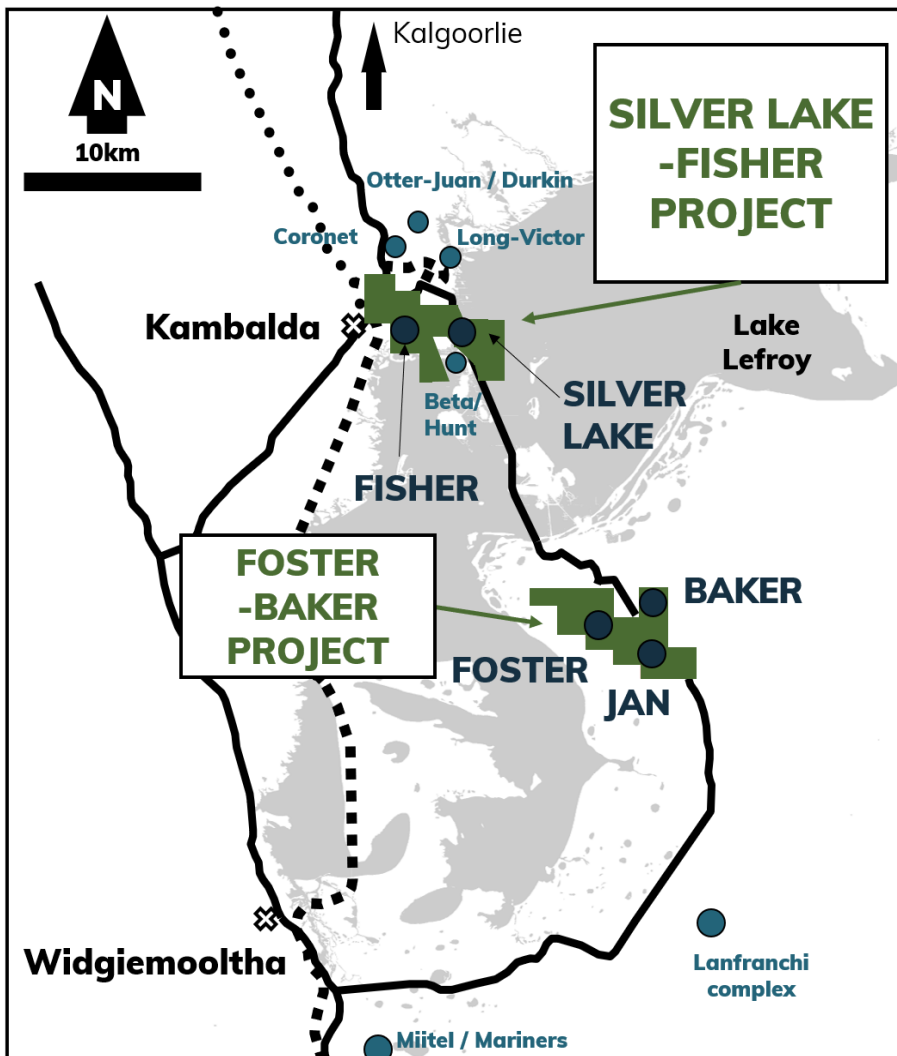 Kalgoorlie
N
10km
SILVER LAKE
-FISHER
PROJECT
Otter-Juan / Durkin
Coronet
Long-Victor
Kambalda
Lake
Lefroy
Beta/
Hunt
SILVER
LAKE
FISHER
FOSTER
-BAKER
PROJECT
BAKER
FOSTER
JAN
Widgiemooltha
Lanfranchi
complex
Miitel / Mariners